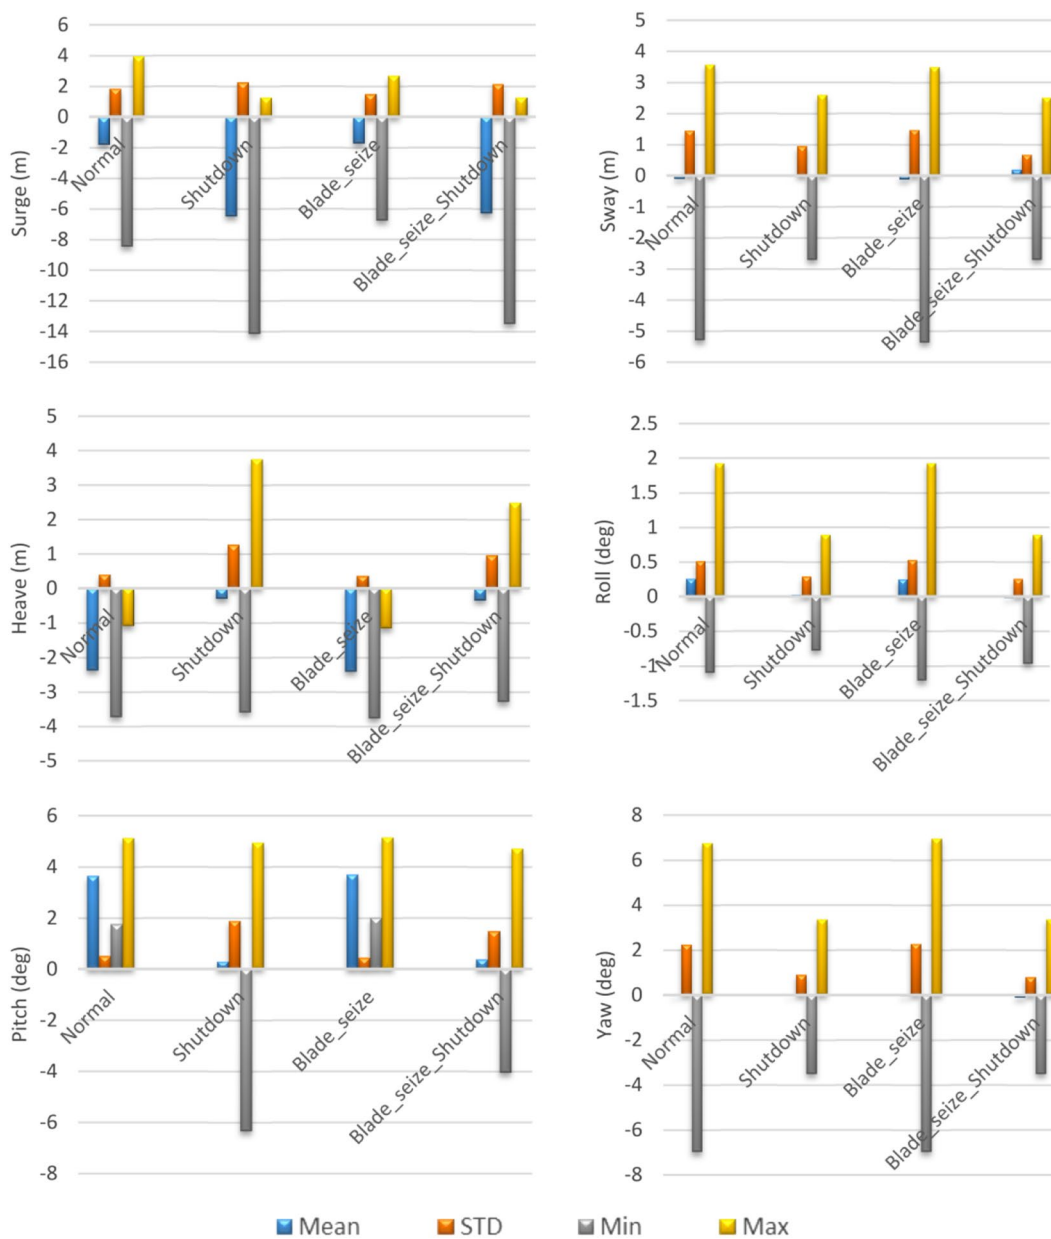 6
4
2
0
-2
-4
-6
-8
-10
-12
-14
-16
Surge (m)
Normal
Shutdown
Blade_seize
Blade_seize_Shutdown
5
4
3
2
1
0
-1
-2
-3
-4
-5
-6
Sway (m)
Normal
Shutdown
Blade_seize
Blade_seize_Shutdown
5
4
3
2
1
0
-1
-2
-3
-4
-5
Heave (m)
Normal
Shutdown
Blade_seize
Blade_seize_Shutdown
2.5
2
1.5
1
0.5
0
-0.5
-1
-1.5
Roll (deg)
Normal
Shutdown
Blade_seize
Blade_seize_Shutdown
6
4
2
0
-2
-4
-6
-8
Pitch (deg)
Normal
Shutdown
Blade_seize
Blade_seize_Shutdown
8
6
4
2
0
-2
-4
-6
-8
Yaw (deg)
Normal
Shutdown
Blade_seize
Blade_seize_Shutdown
Mean STD Min Max